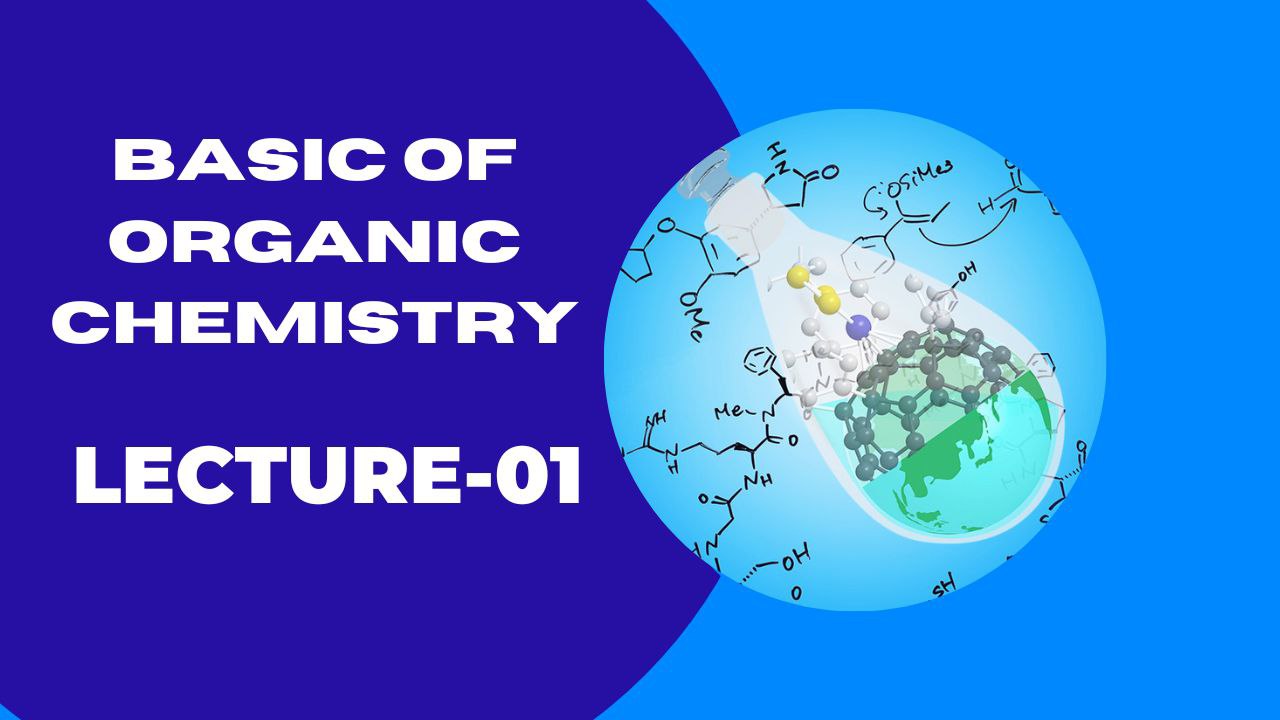 BASIC OF
ORGANIC
CHEMISTRY
LECTURE-01
H
N
O
OSiMe3
H
O
O
OMe
OH
NH
N
H
Me
N
O
N
H
O
N
OH
O
SH
O